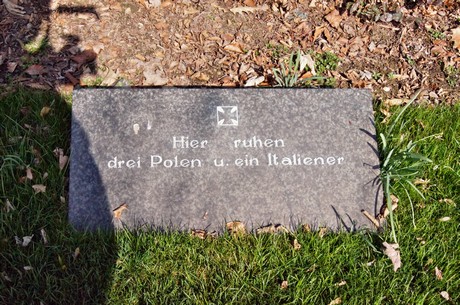 Hier ruhen
drei Polen u. ein Italiener